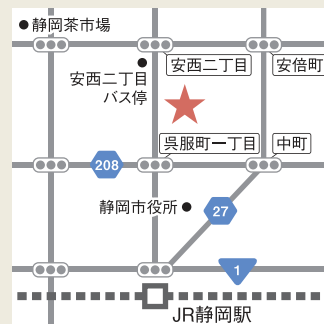 静岡茶市場
安西二丁目
安倍町
安西二丁目
バス停
呉服町一丁目
中町
208
静岡市役所
27
1
JR静岡駅